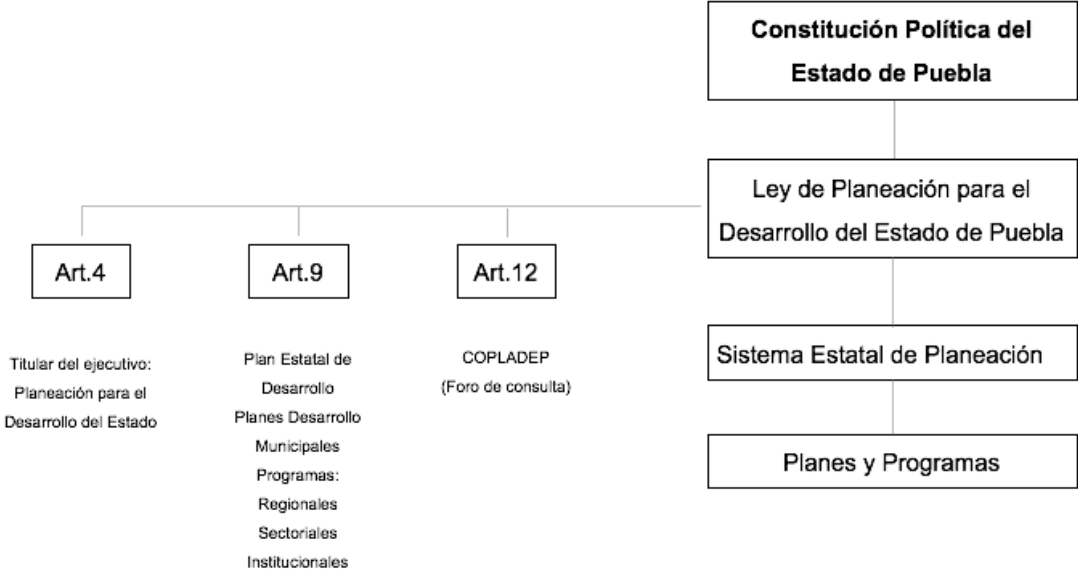 Constitución Política del
Estado de Puebla
Ley de Planeación para el
Desarrollo del Estado de Puebla
Art.4
Art.9
Art.12
Titular del ejecutivo:
Planeación para el
Desarrollo del Estado
Plan Estatal de
Desarrollo
Planes Desarrollo
Municipales
Programas:
Regionales
Sectoriales
Institucionales
COPLADEP
(Foro de consulta)
Sistema Estatal de Planeación
Planes y Programas